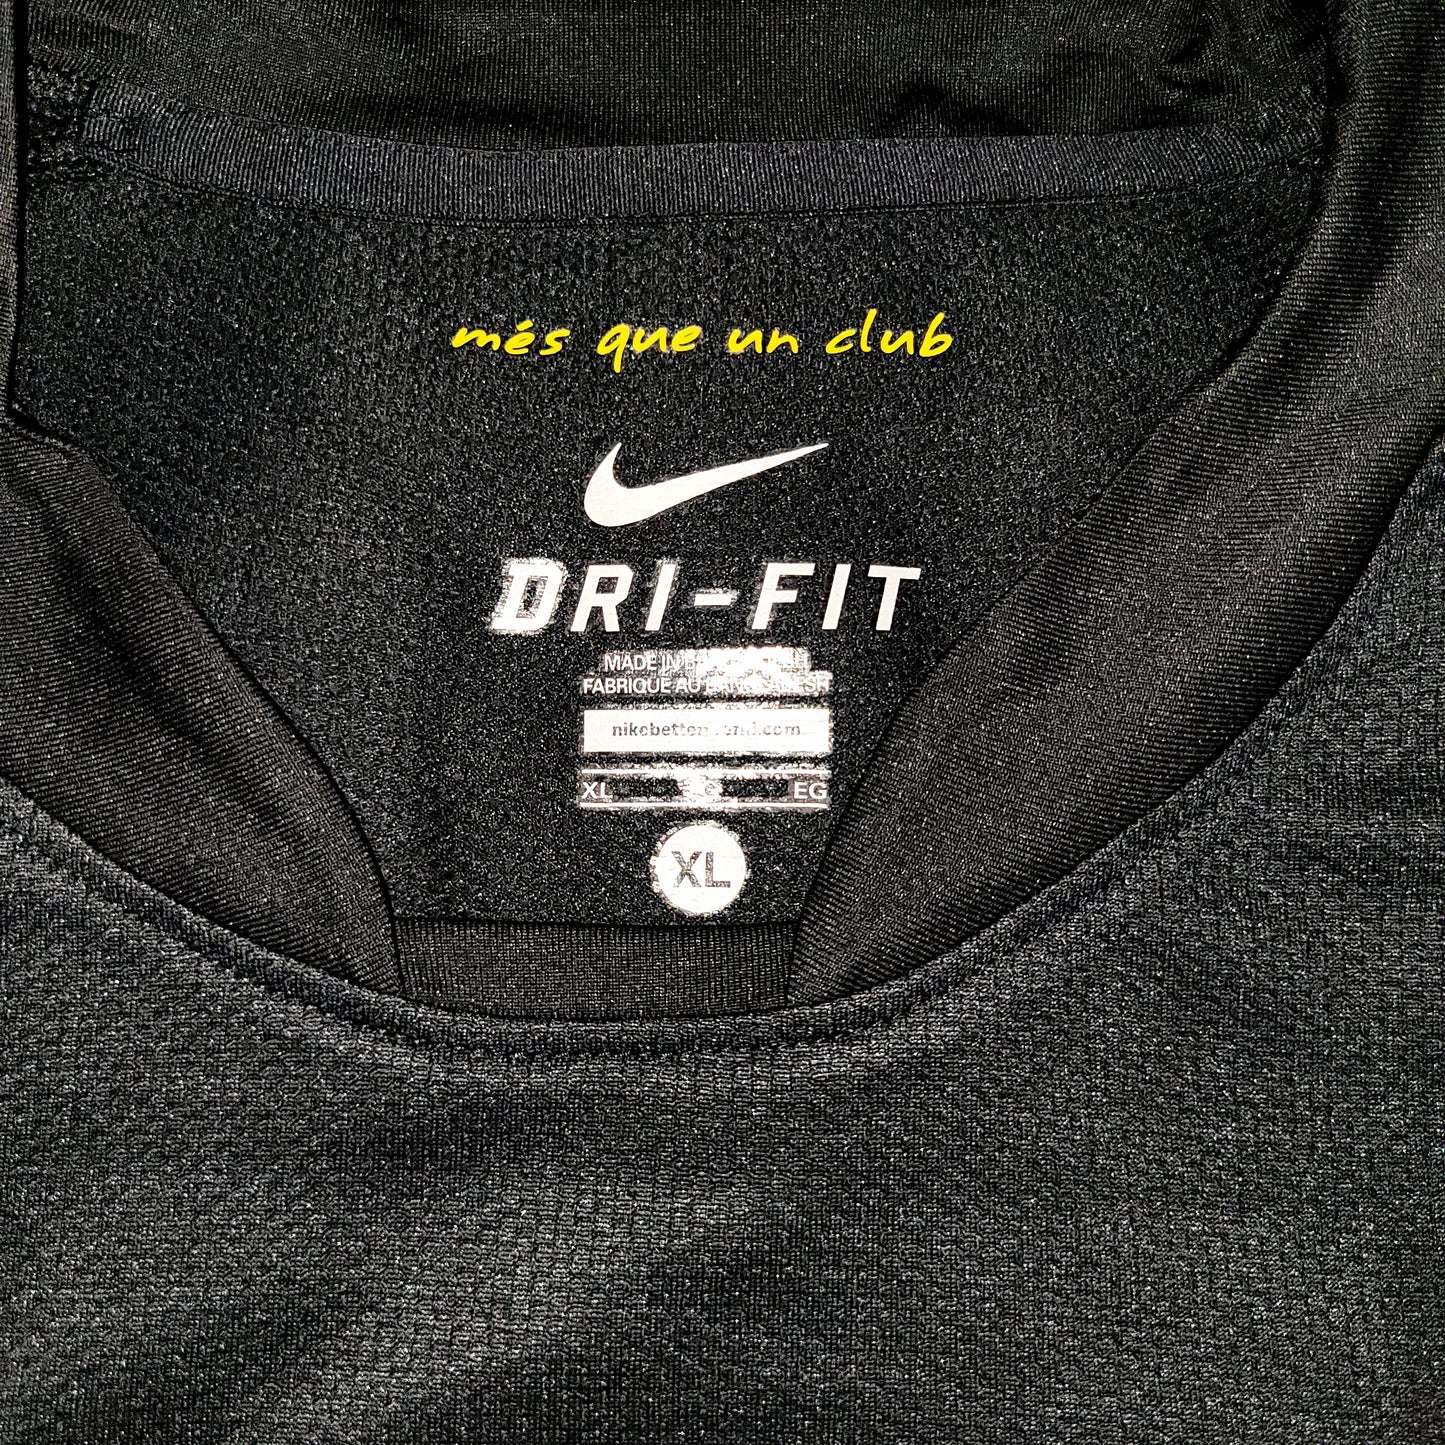 més que un club
DRI-FIT
MADE IN
FABRIQUE AU
XL EG
XL